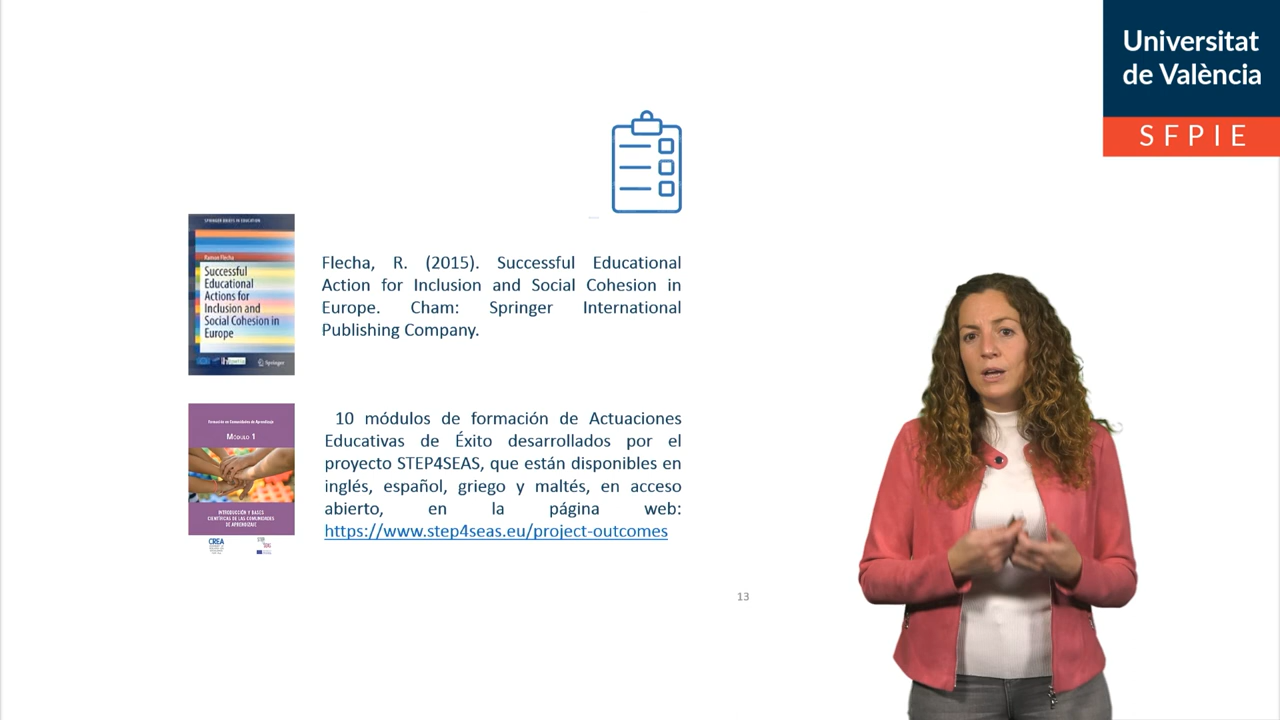 Universitat
de València
SFPIE
SPRINGER BRIEFS IN EDUCATION
Ramon Flecha
Successful
Educational
Actions for
Inclusion and
Social Cohesion in
Europe
Springer
Flecha, R. (2015). Successful Educational
Action for Inclusion and Social Cohesion in
Europe. Cham: Springer International
Publishing Company.
Formación en Comunidades de Aprendizaje
MÓDULO 1
INTRODUCCIÓN Y BASES
CIENTÍFICAS DE LAS COMUNIDADES
DE APRENDIZAJE
CREA
10 módulos de formación de Actuaciones
Educativas de Éxito desarrollados por el
proyecto STEP4SEAS, que están disponibles en
inglés, español, griego y maltés, en acceso
abierto, en la página web:
https://www.step4seas.eu/project-outcomes
13